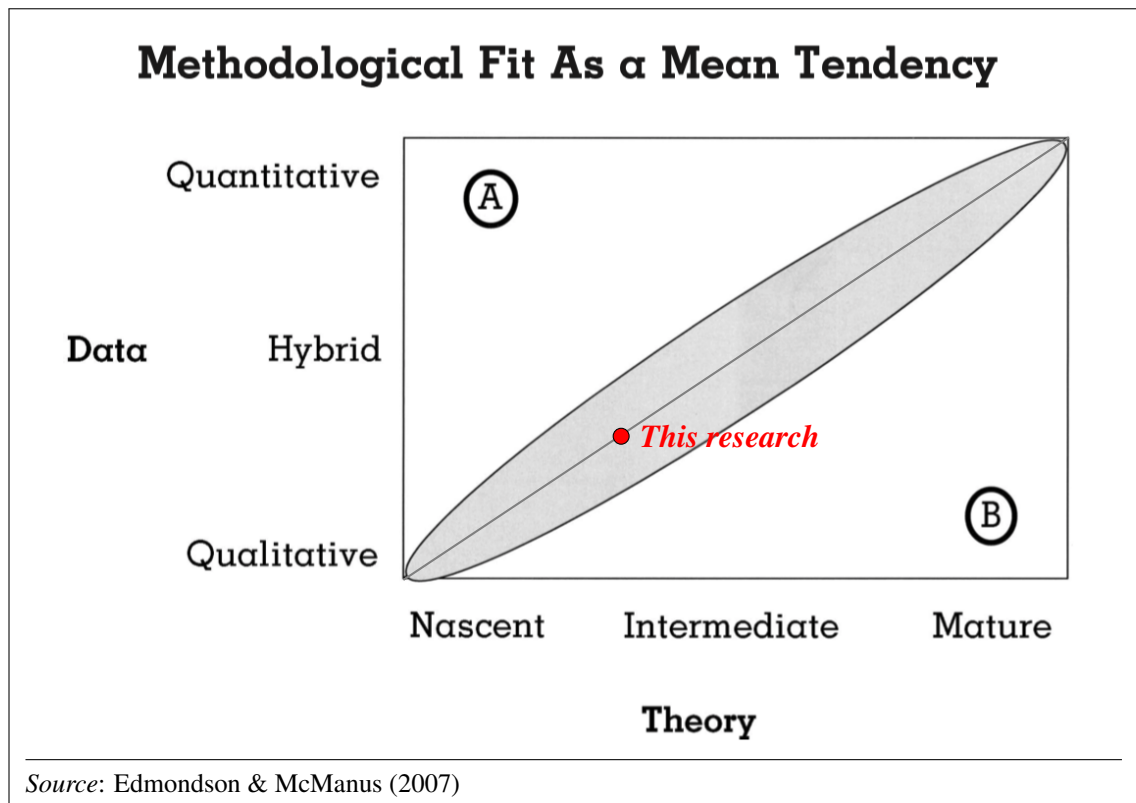 Methodological Fit As a Mean Tendency
Quantitative
A
Data
Hybrid
This research
B
Qualitative
Nascent Intermediate Mature
Theory
Source: Edmondson & McManus (2007)